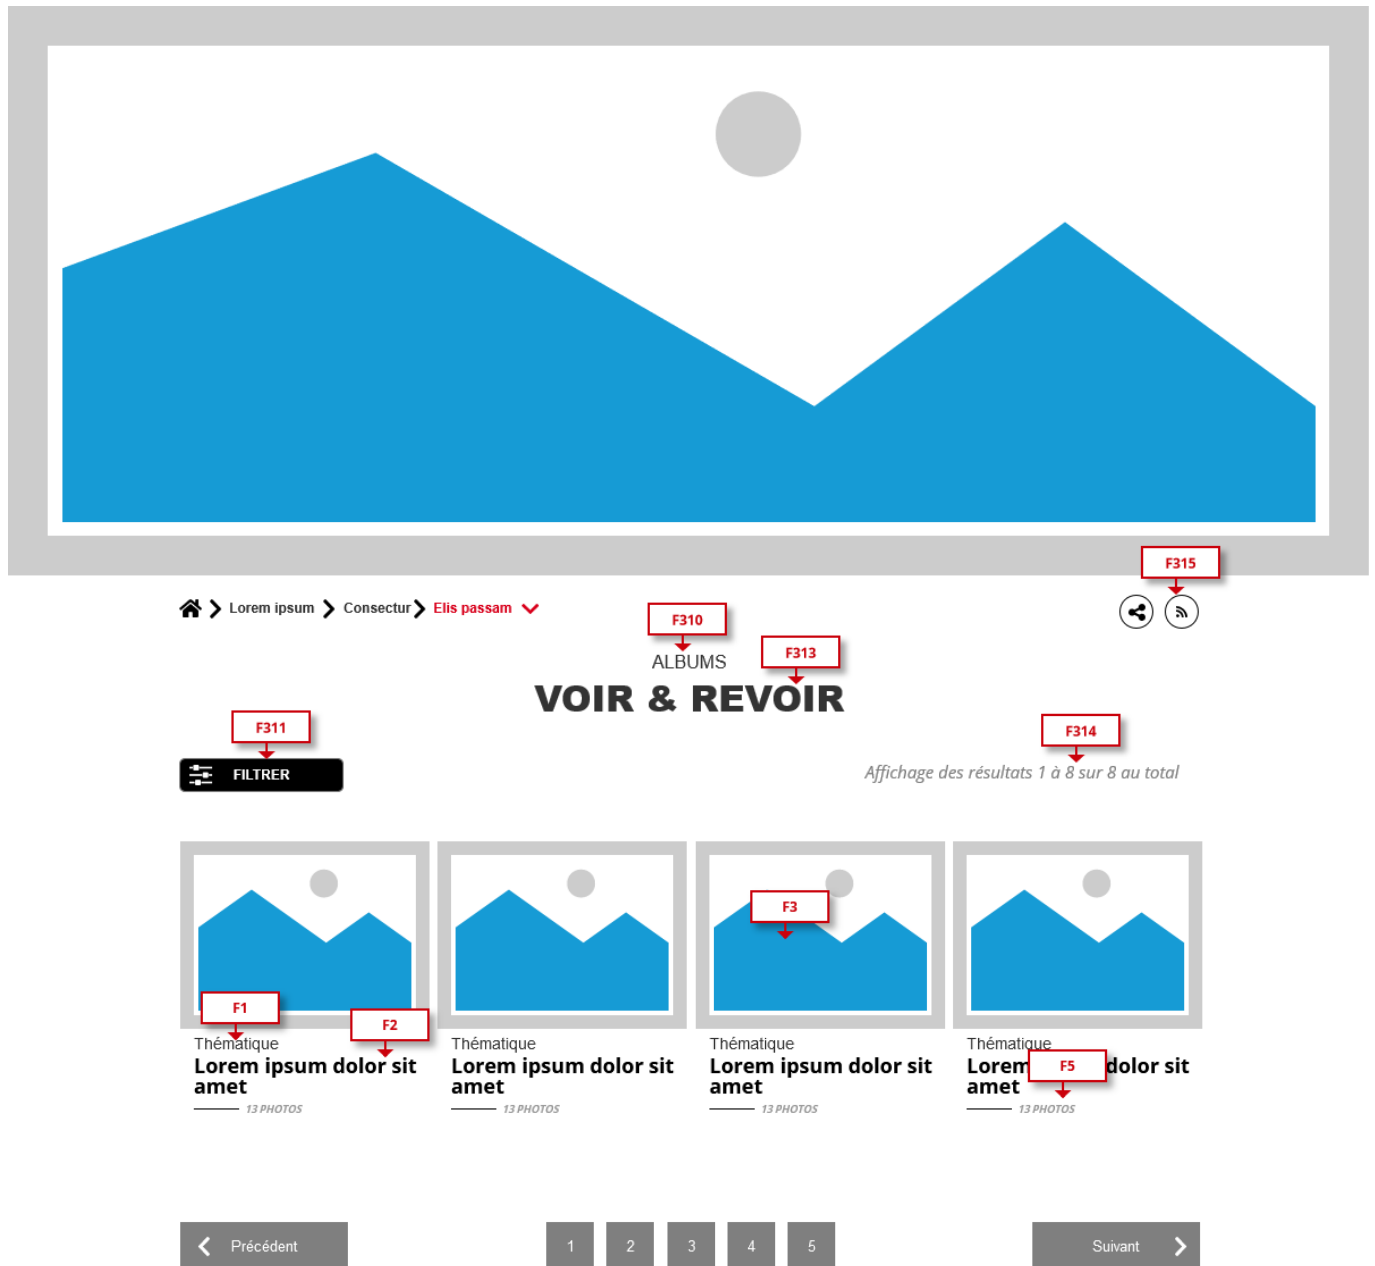 F315
Lorem ipsum Consectur Elis passam
F310
ALBUMS
F313
VOIR & REVOIR
F311
F314
FILTRER
Affichage des résultats 1 à 8 sur 8 au total
F3
F1
F2
Thématique
Lorem ipsum dolor sit
amet
13 PHOTOS
Thématique
Lorem ipsum dolor sit
amet
13 PHOTOS
Thématique
Lorem ipsum dolor sit
amet
13 PHOTOS
Thématique
Lorem dolor sit
F5
amet
13 PHOTOS
Précédent 1 2 3 4 5 Suivant